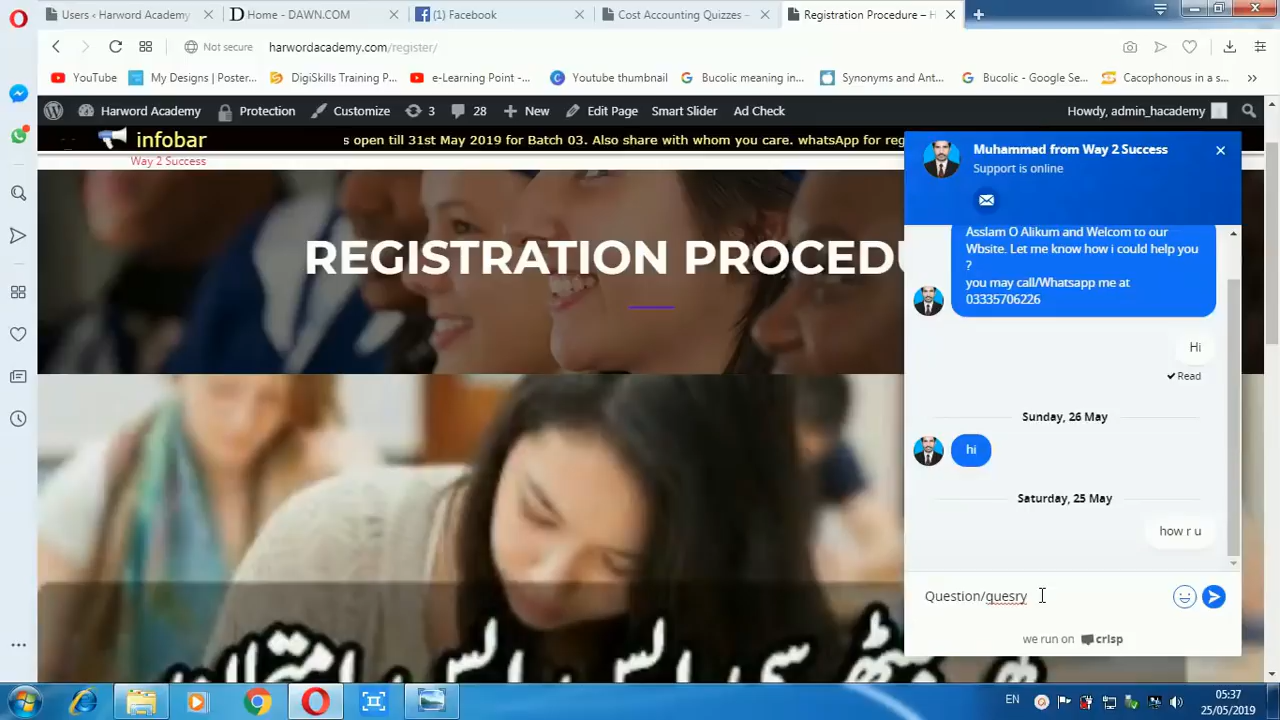 Users ‹ Harword Academy
Home - DAWN.COM
(1) Facebook
Cost Accounting Quizzes –
Registration Procedure – H
Not secure
harwordacademy.com/register/
YouTube
My Designs | Poster...
DigiSkills Training P...
e-Learning Point -...
Youtube thumbnail
Bucolic meaning in...
Synonyms and Ant...
Bucolic - Google Se...
Cacophonous in a s...
Harword Academy
Protection
Customize
3
28
New
Edit Page
Smart Slider
Ad Check
Howdy, admin_hacademy
infobar
s open till 31st May 2019 for Batch 03. Also share with whom you care. whatsApp for reg
Way 2 Success
REGISTRATION PROCEDU
Muhammad from Way 2 Success
Support is online
Asslam O Alikum and Welcom to our
Wbsite. Let me know how i could help you
?
you may call/Whatsapp me at
03335706226
Hi
Read
Sunday, 26 May
hi
Saturday, 25 May
how r u
Question/quesry
we run on crisp
EN
05:37
25/05/2019